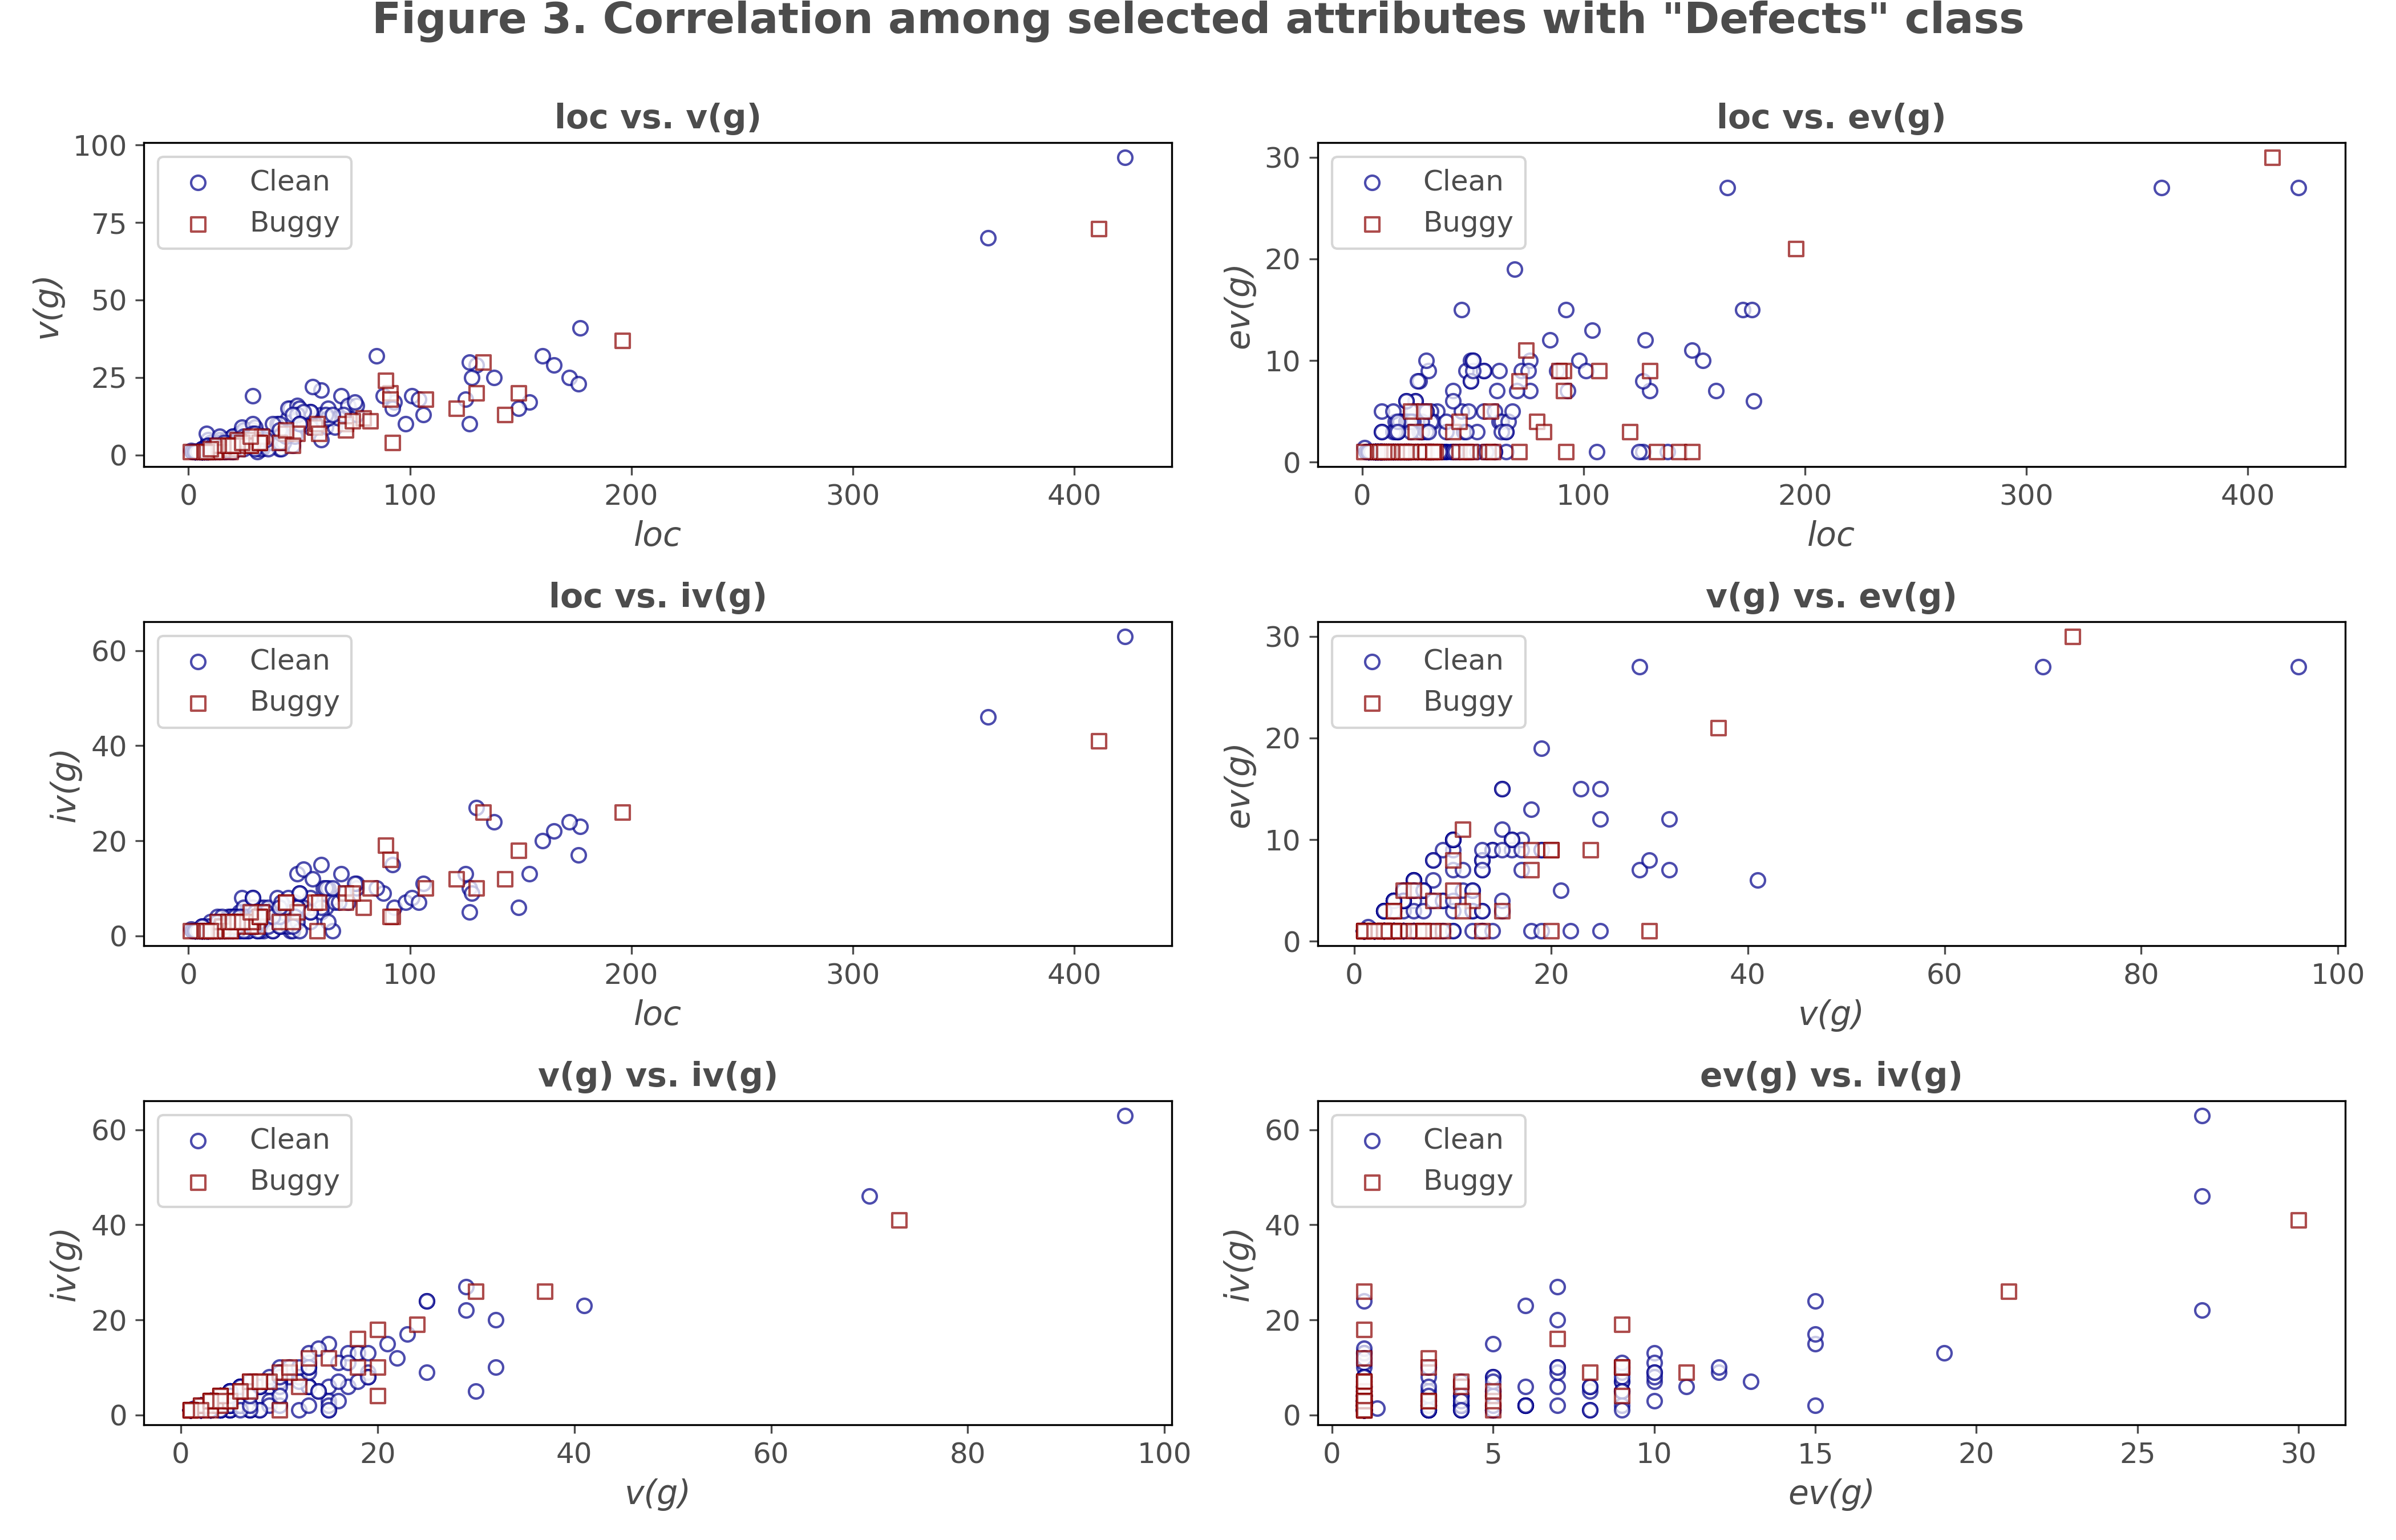 Figure 3. Correlation among selected attributes with "Defects" class
loc vs. v(g)
100
75
50
25
0
v(g)
Clean
Buggy
0 100 200 300 400
loc
loc vs. ev(g)
30
20
10
0
ev(g)
Clean
Buggy
0 100 200 300 400
loc
loc vs. iv(g)
60
40
20
0
iv(g)
Clean
Buggy
0 100 200 300 400
loc
v(g) vs. ev(g)
30
20
10
0
ev(g)
Clean
Buggy
0 20 40 60 80 100
v(g)
v(g) vs. iv(g)
60
40
20
0
iv(g)
Clean
Buggy
0 20 40 60 80 100
v(g)
ev(g) vs. iv(g)
60
40
20
0
iv(g)
Clean
Buggy
0 5 10 15 20 25 30
ev(g)